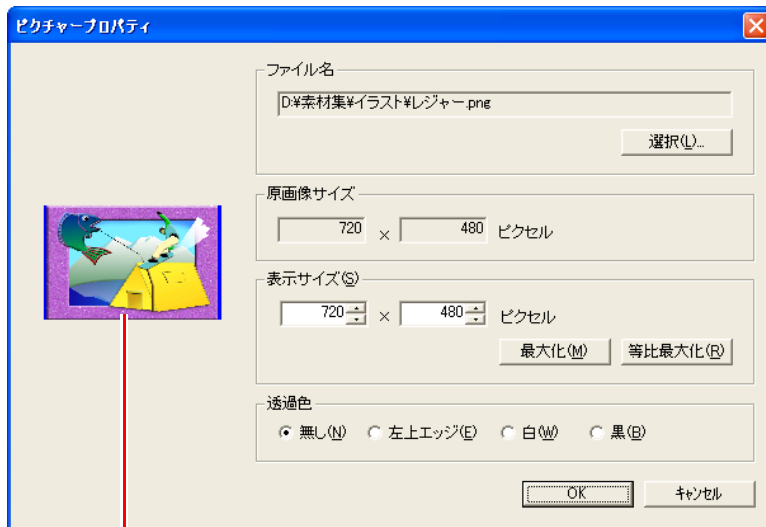 ピクチャープロパティ
ファイル名
D:¥素材集¥イラスト¥レジャー.png
選択(L)...
原画像サイズ
720 × 480 ピクセル
表示サイズ(S)
720 × 480 ピクセル
最大化(M) 等比最大化(R)
透過色
無し(N) 左上エッジ(E) 白(W) 黒(B)
OK キャンセル